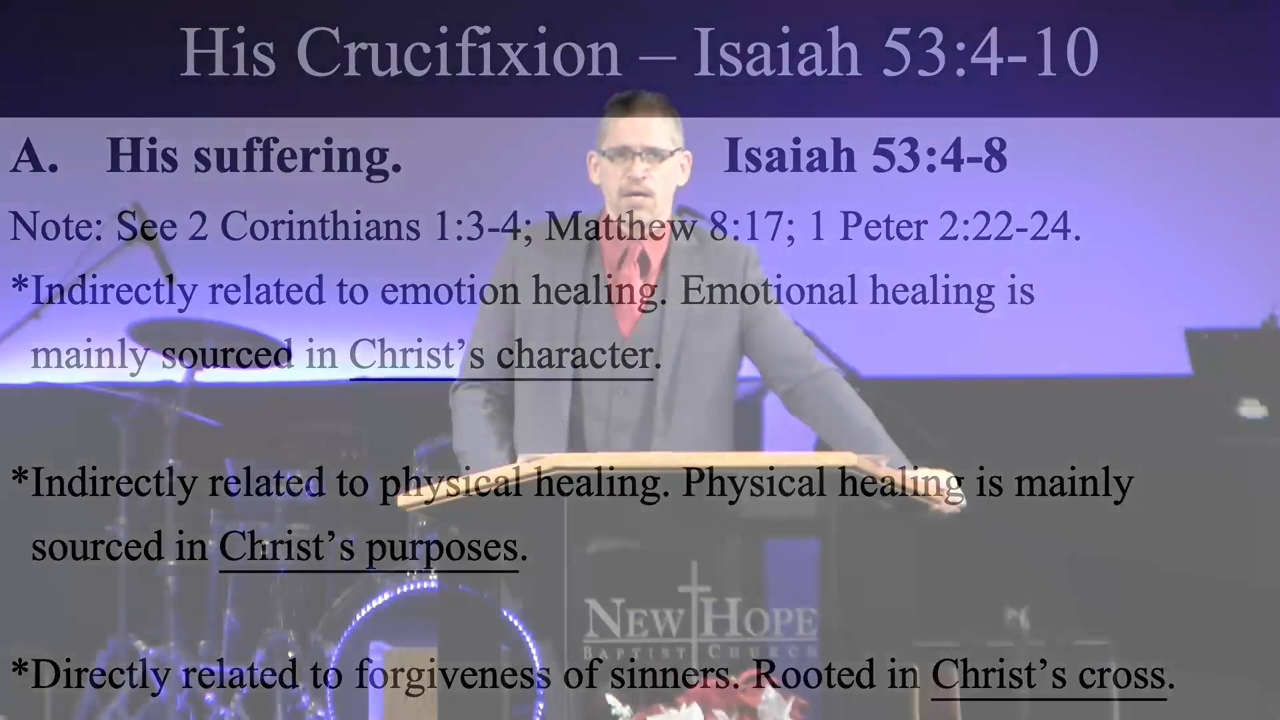 His Crucifixion – Isaiah 53:4-10
A. His suffering. Isaiah 53:4-8
Note: See 2 Corinthians 1:3-4; Matthew 8:17; 1 Peter 2:22-24.
*Indirectly related to emotion healing. Emotional healing is
mainly sourced in Christ’s character.
*Indirectly related to physical healing. Physical healing is mainly
sourced in Christ’s purposes.
NEW HOPE
BAPTIST CHURCH
*Directly related to forgiveness of sinners. Rooted in Christ’s cross.